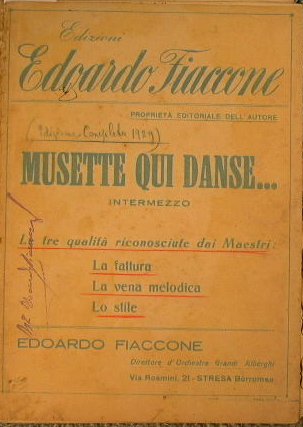 Edizioni
Edoardo Fiaccone
PROPRIETÀ EDITORIALE DELL'AUTORE
(Edizione Completa 1929)
MUSETTE QUI DANSE...
INTERMEZZO
Le tre qualità riconosciute dai Maestri:
La fattura
La vena melodica
Lo stile
EDOARDO FIACCONE
Direttore d'Orchestra Grandi Alberghi
Via Rosmini, 21 - STRESA Borromeo